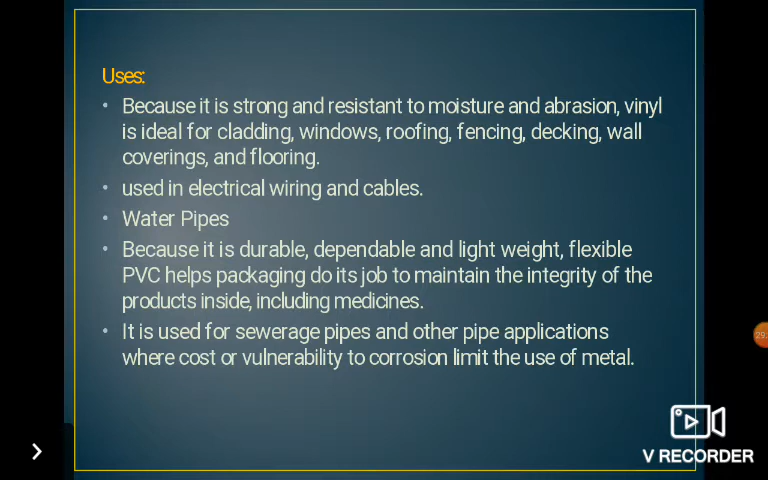 Uses:
• Because it is strong and resistant to moisture and abrasion, vinyl
is ideal for cladding, windows, roofing, fencing, decking, wall
coverings, and flooring.
• used in electrical wiring and cables.
• Water Pipes
• Because it is durable, dependable and light weight, flexible
PVC helps packaging do its job to maintain the integrity of the
products inside, including medicines.
• It is used for sewerage pipes and other pipe applications
where cost or vulnerability to corrosion limit the use of metal.
V RECORDER